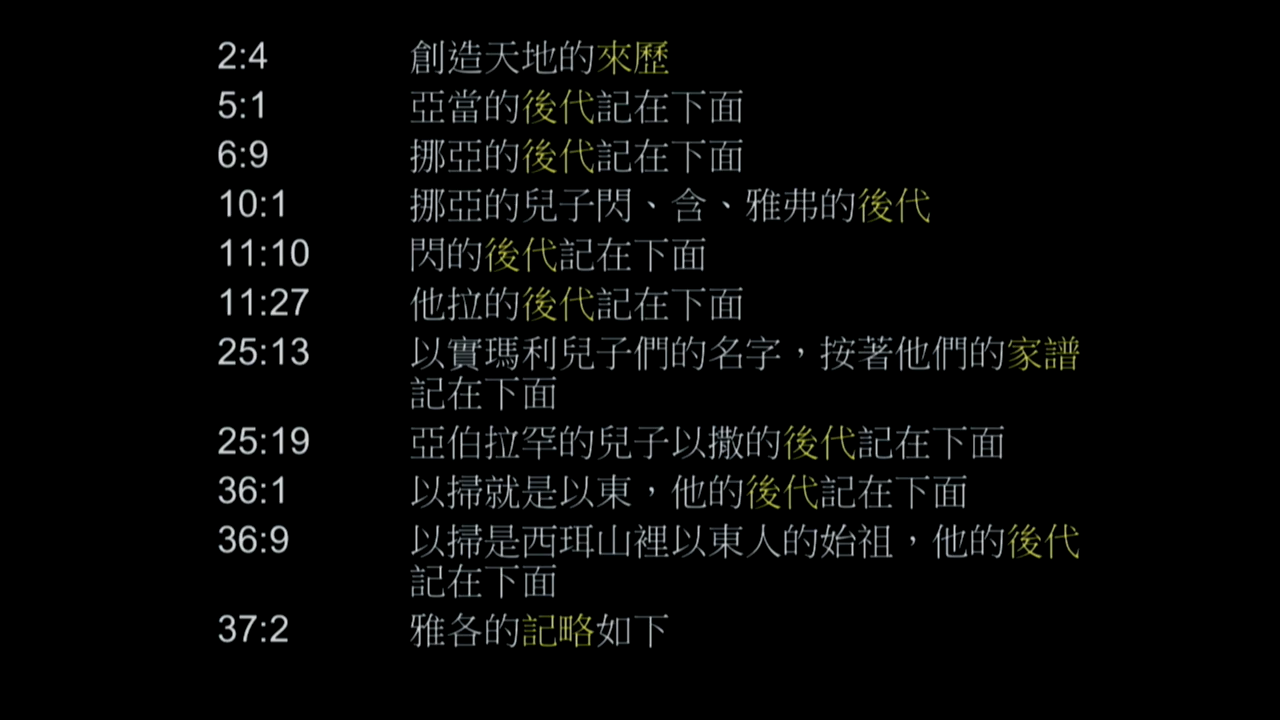 2:4 創造天地的來歷
5:1 亞當的後代記在下面
6:9 挪亞的後代記在下面
10:1 挪亞的兒子閃、含、雅弗的後代
11:10 閃的後代記在下面
11:27 他拉的後代記在下面
25:13 以實瑪利兒子們的名字，按著他們的家譜
記在下面
25:19 亞伯拉罕的兒子以撒的後代記在下面
36:1 以掃就是以東，他的後代記在下面
36:9 以掃是西珥山裡以東人的始祖，他的後代
記在下面
37:2 雅各的記略如下